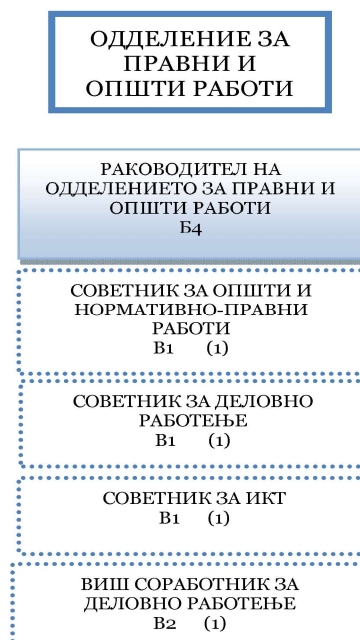 ОДДЕЛЕНИЕ ЗА
ПРАВНИ И
ОПШТИ РАБОТИ
РАКОВОДИТЕЛ НА
ОДДЕЛЕНИЕТО ЗА ПРАВНИ И
ОПШТИ РАБОТИ
Б4
СОВЕТНИК ЗА ОПШТИ И
НОРМАТИВНО-ПРАВНИ
РАБОТИ
В1 (1)
СОВЕТНИК ЗА ДЕЛОВНО
РАБОТЕЊЕ
В1 (1)
СОВЕТНИК ЗА ИКТ
В1 (1)
ВИШ СОРАБОТНИК ЗА
ДЕЛОВНО РАБОТЕЊЕ
В2 (1)